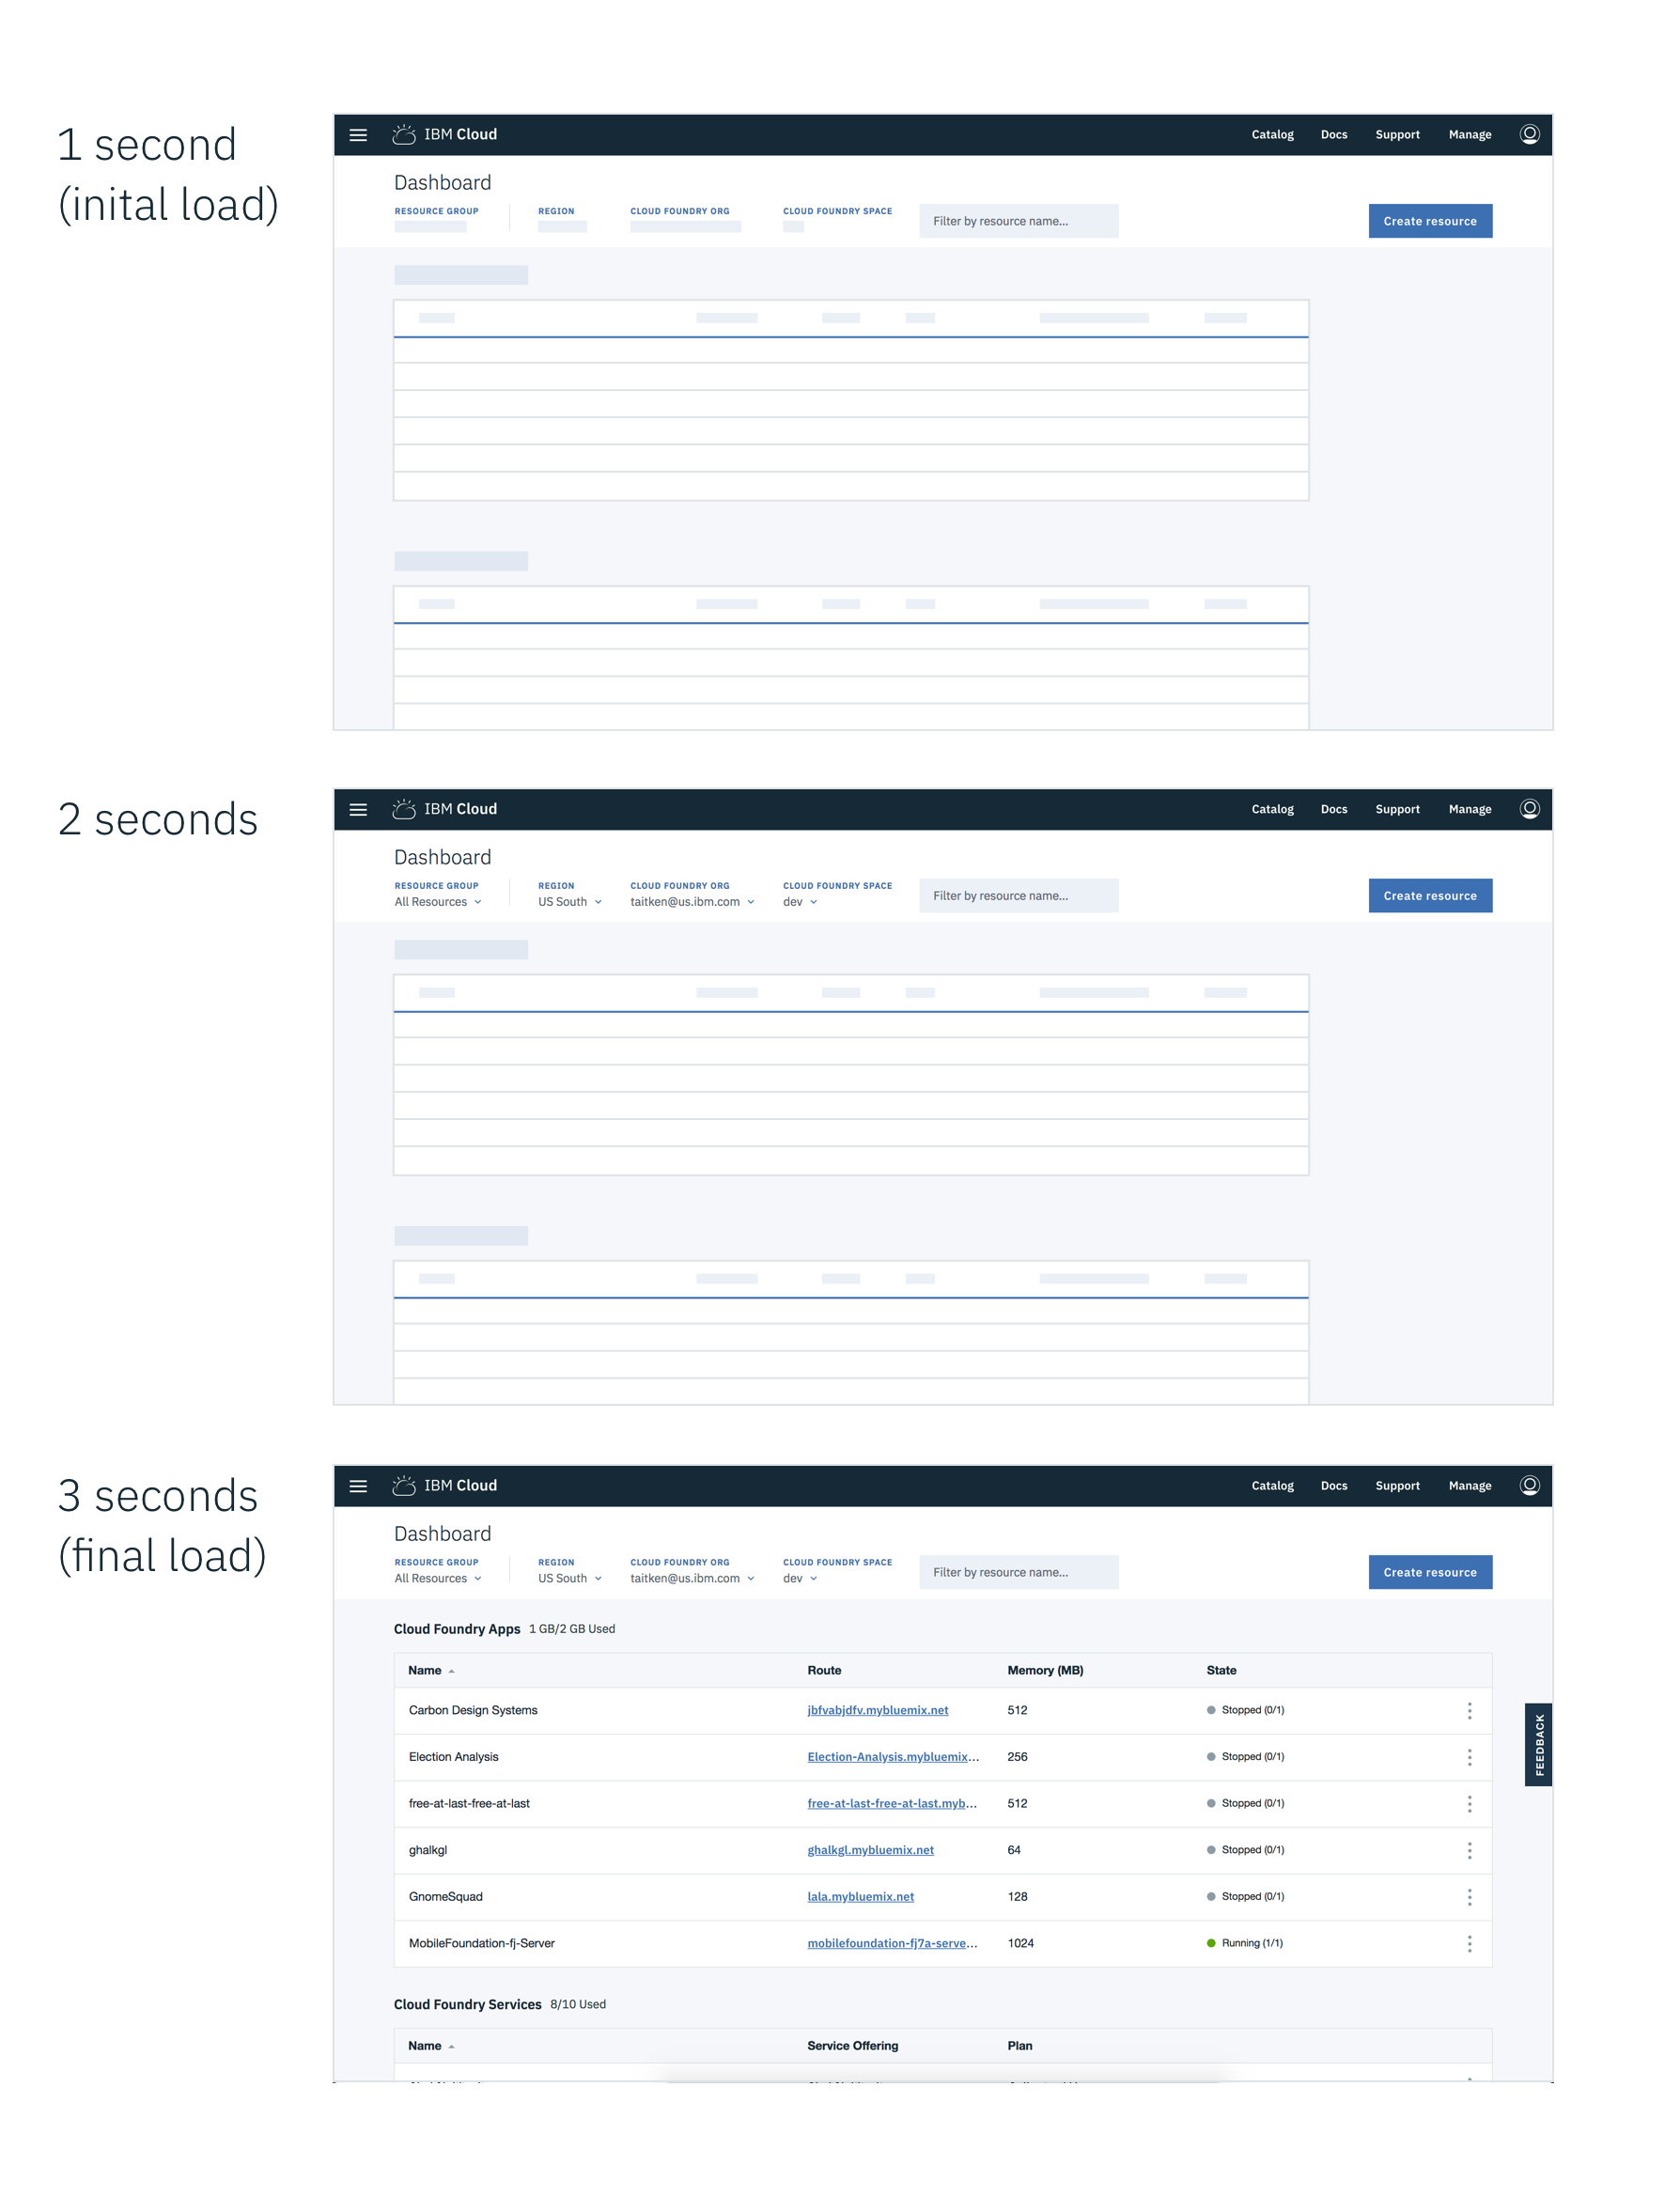 1 second
(inital load)
IBM Cloud
Catalog Docs Support Manage
Dashboard
RESOURCE GROUP REGION CLOUD FOUNDRY ORG CLOUD FOUNDRY SPACE
Filter by resource name...
Create resource
2 seconds
IBM Cloud
Catalog Docs Support Manage
Dashboard
RESOURCE GROUP REGION CLOUD FOUNDRY ORG CLOUD FOUNDRY SPACE
All Resources US South taitken@us.ibm.com dev
Filter by resource name...
Create resource
3 seconds
(final load)
IBM Cloud
Catalog Docs Support Manage
Dashboard
RESOURCE GROUP REGION CLOUD FOUNDRY ORG CLOUD FOUNDRY SPACE
All Resources US South taitken@us.ibm.com dev
Filter by resource name...
Create resource
Cloud Foundry Apps 1 GB/2 GB Used
Name Route Memory (MB) State
Carbon Design Systems jbfvabjdfv.mybluemix.net 512 Stopped (0/1)
Election Analysis Election-Analysis.mybluemix... 256 Stopped (0/1)
free-at-last-free-at-last free-at-last-free-at-last.myb... 512 Stopped (0/1)
ghalkgl ghalkgl.mybluemix.net 64 Stopped (0/1)
GnomeSquad lala.mybluemix.net 128 Stopped (0/1)
MobileFoundation-fj-Server mobilefoundation-fj7a-serve... 1024 Running (1/1)
FEEDBACK
Cloud Foundry Services 8/10 Used
Name Service Offering Plan